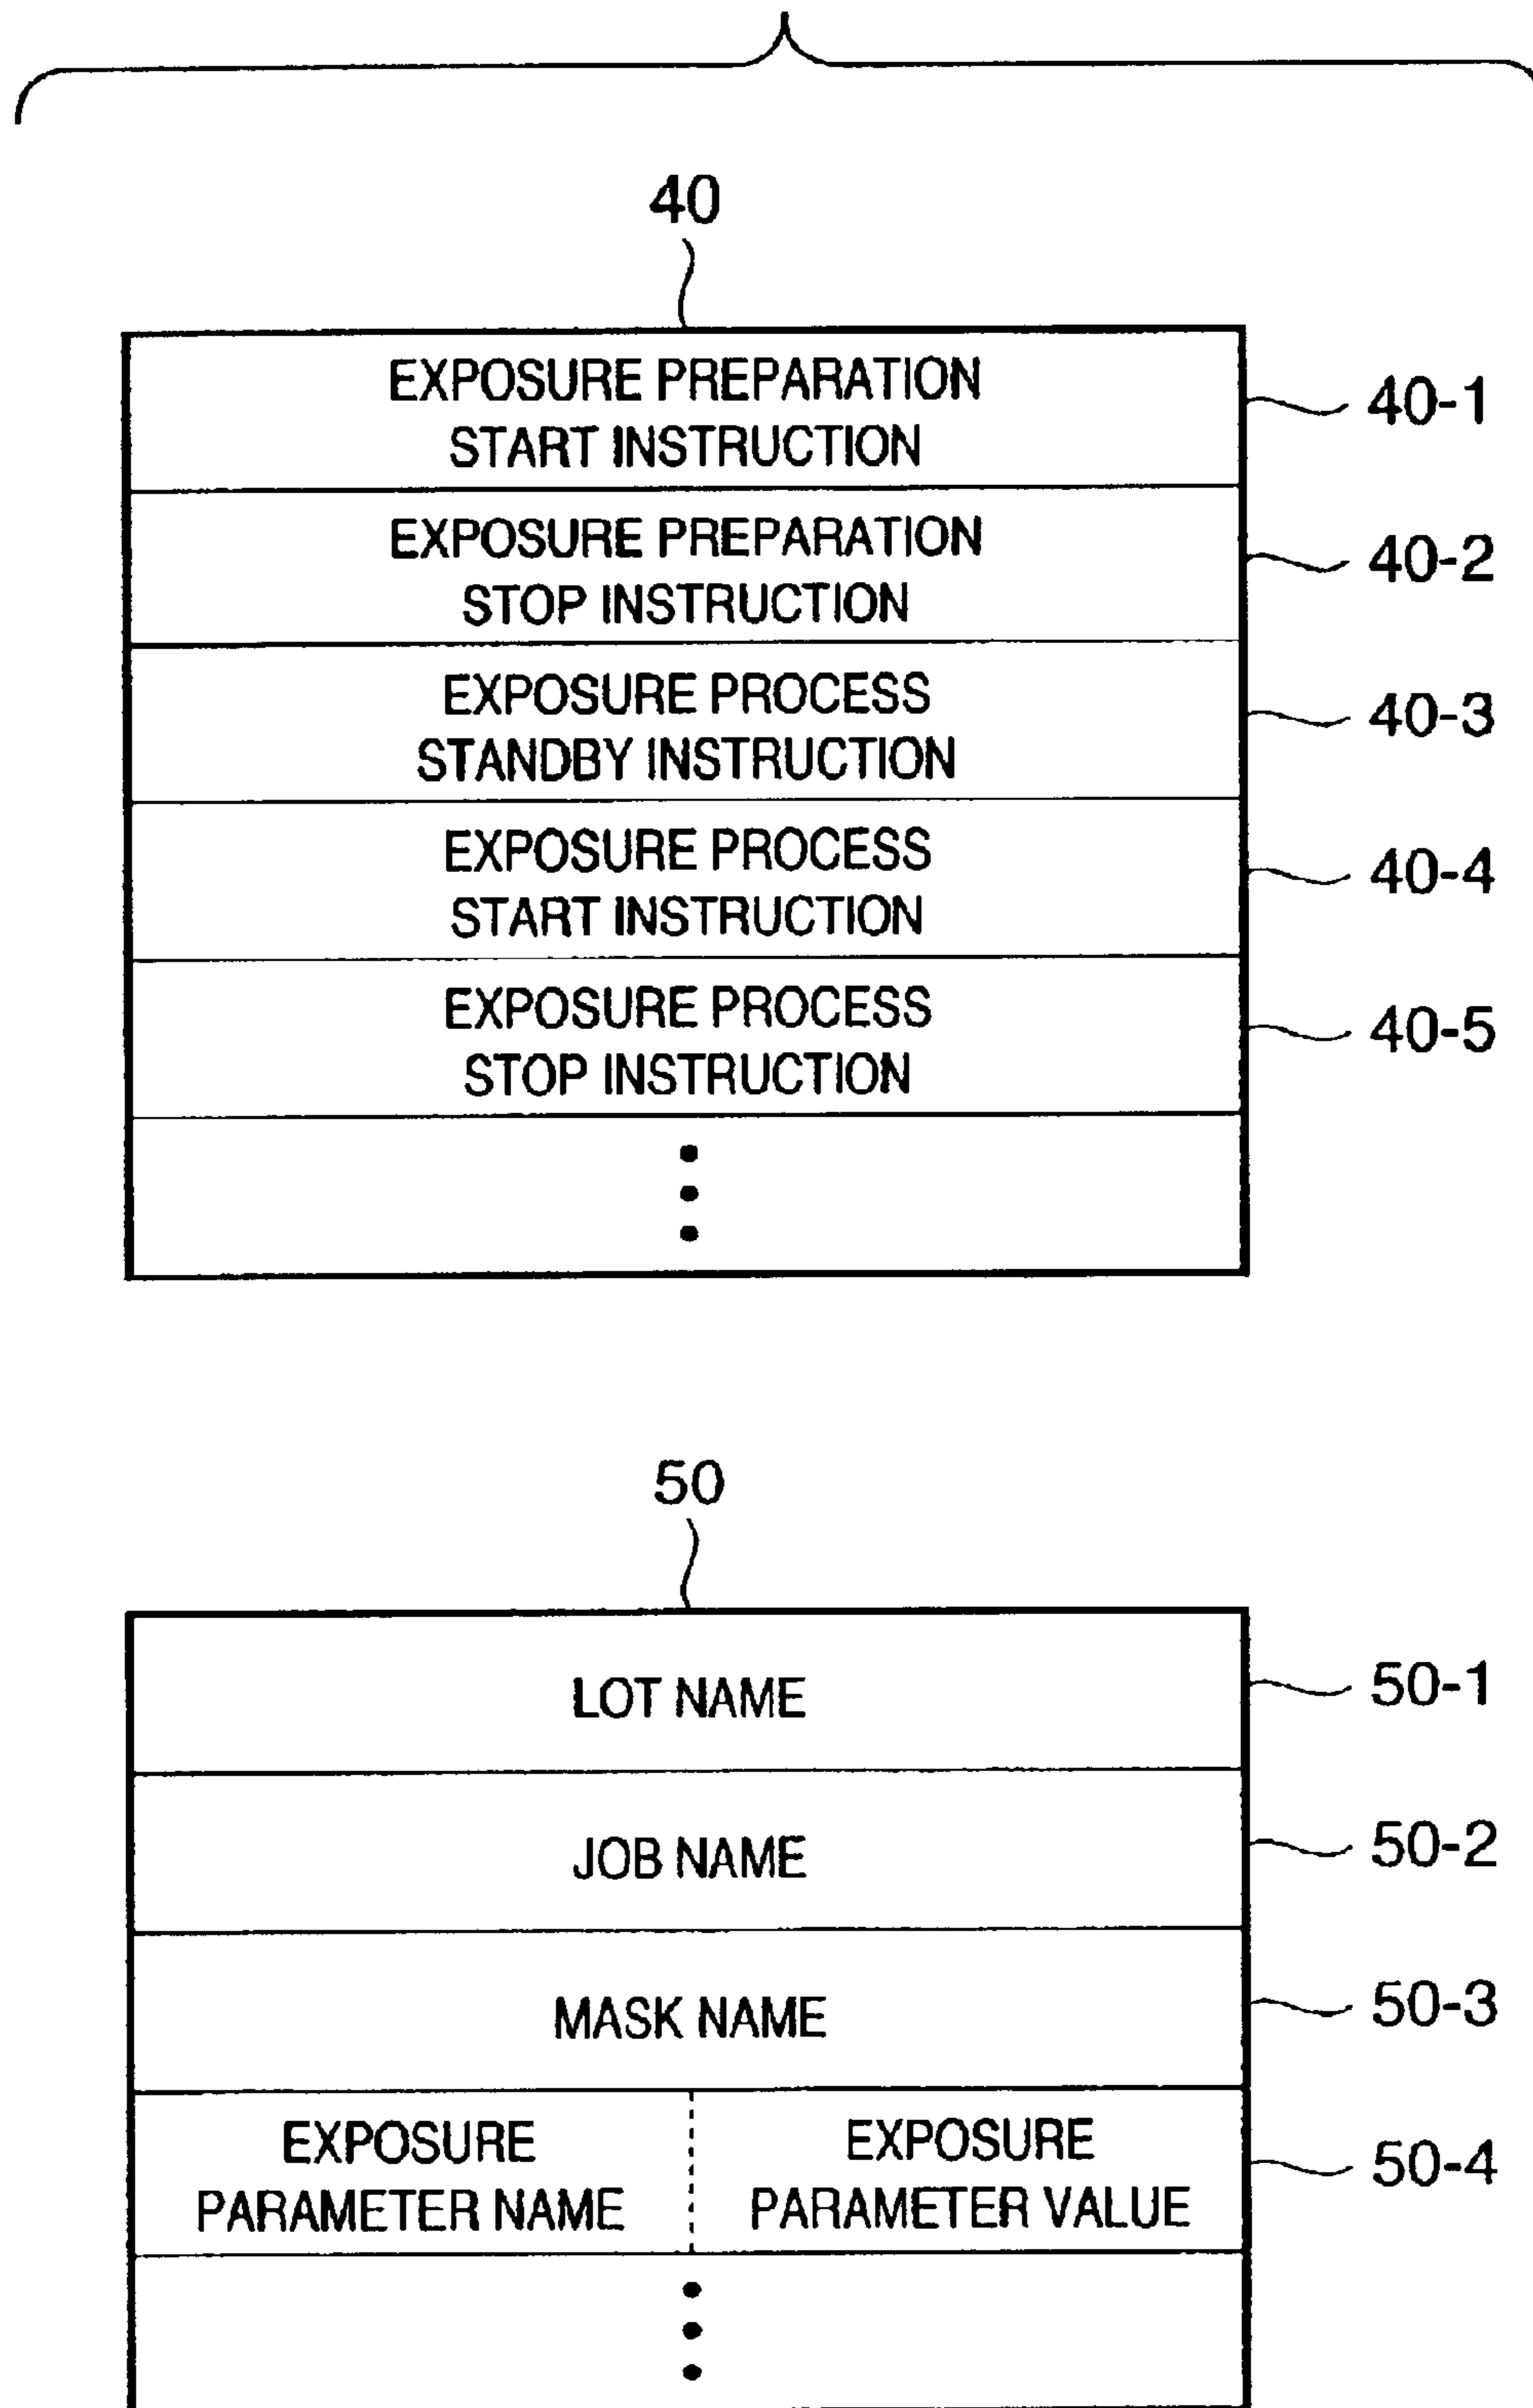 40
EXPOSURE PREPARATION
START INSTRUCTION
40-1
EXPOSURE PREPARATION
STOP INSTRUCTION
40-2
EXPOSURE PROCESS
STANDBY INSTRUCTION
40-3
EXPOSURE PROCESS
START INSTRUCTION
40-4
EXPOSURE PROCESS
STOP INSTRUCTION
40-5
50
LOT NAME
50-1
JOB NAME
50-2
MASK NAME
50-3
EXPOSURE
PARAMETER NAME
EXPOSURE
PARAMETER VALUE
50-4